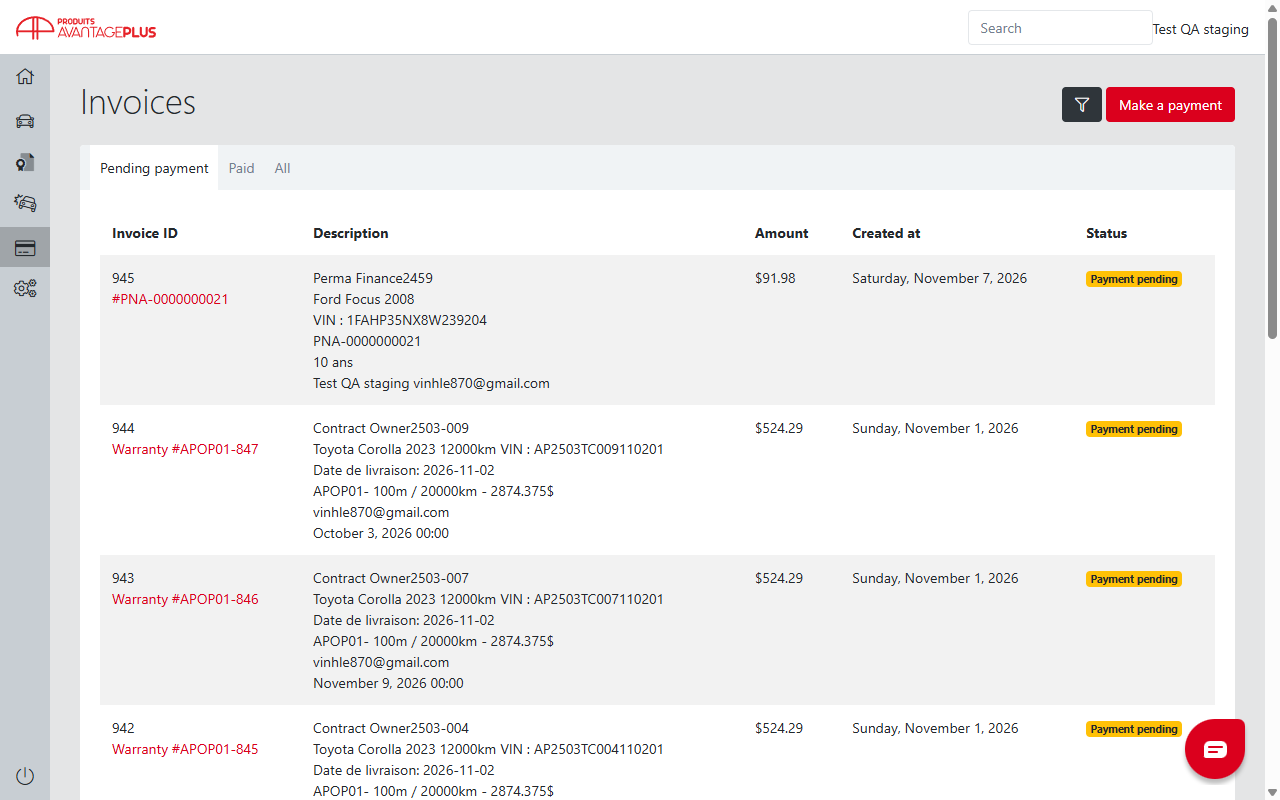 PRODUITS
AVANTAGEPLUS
Search
Test QA staging
Invoices
Make a payment
Pending payment Paid All
Invoice ID Description Amount Created at Status
945 Perma Finance2459 $91.98 Saturday, November 7, 2026 Payment pending
#PNA-0000000021 Ford Focus 2008
VIN : 1FAHP35NX8W239204
PNA-0000000021
10 ans
Test QA staging vinhle870@gmail.com
944 Contract Owner2503-009 $524.29 Sunday, November 1, 2026 Payment pending
Warranty #APOP01-847 Toyota Corolla 2023 12000km VIN : AP2503TC009110201
Date de livraison: 2026-11-02
APOP01- 100m / 20000km - 2874.375$
vinhle870@gmail.com
October 3, 2026 00:00
943 Contract Owner2503-007 $524.29 Sunday, November 1, 2026 Payment pending
Warranty #APOP01-846 Toyota Corolla 2023 12000km VIN : AP2503TC007110201
Date de livraison: 2026-11-02
APOP01- 100m / 20000km - 2874.375$
vinhle870@gmail.com
November 9, 2026 00:00
942 Contract Owner2503-004 $524.29 Sunday, November 1, 2026 Payment pending
Warranty #APOP01-845 Toyota Corolla 2023 12000km VIN : AP2503TC004110201
Date de livraison: 2026-11-02
APOP01- 100m / 20000km - 2874.375$